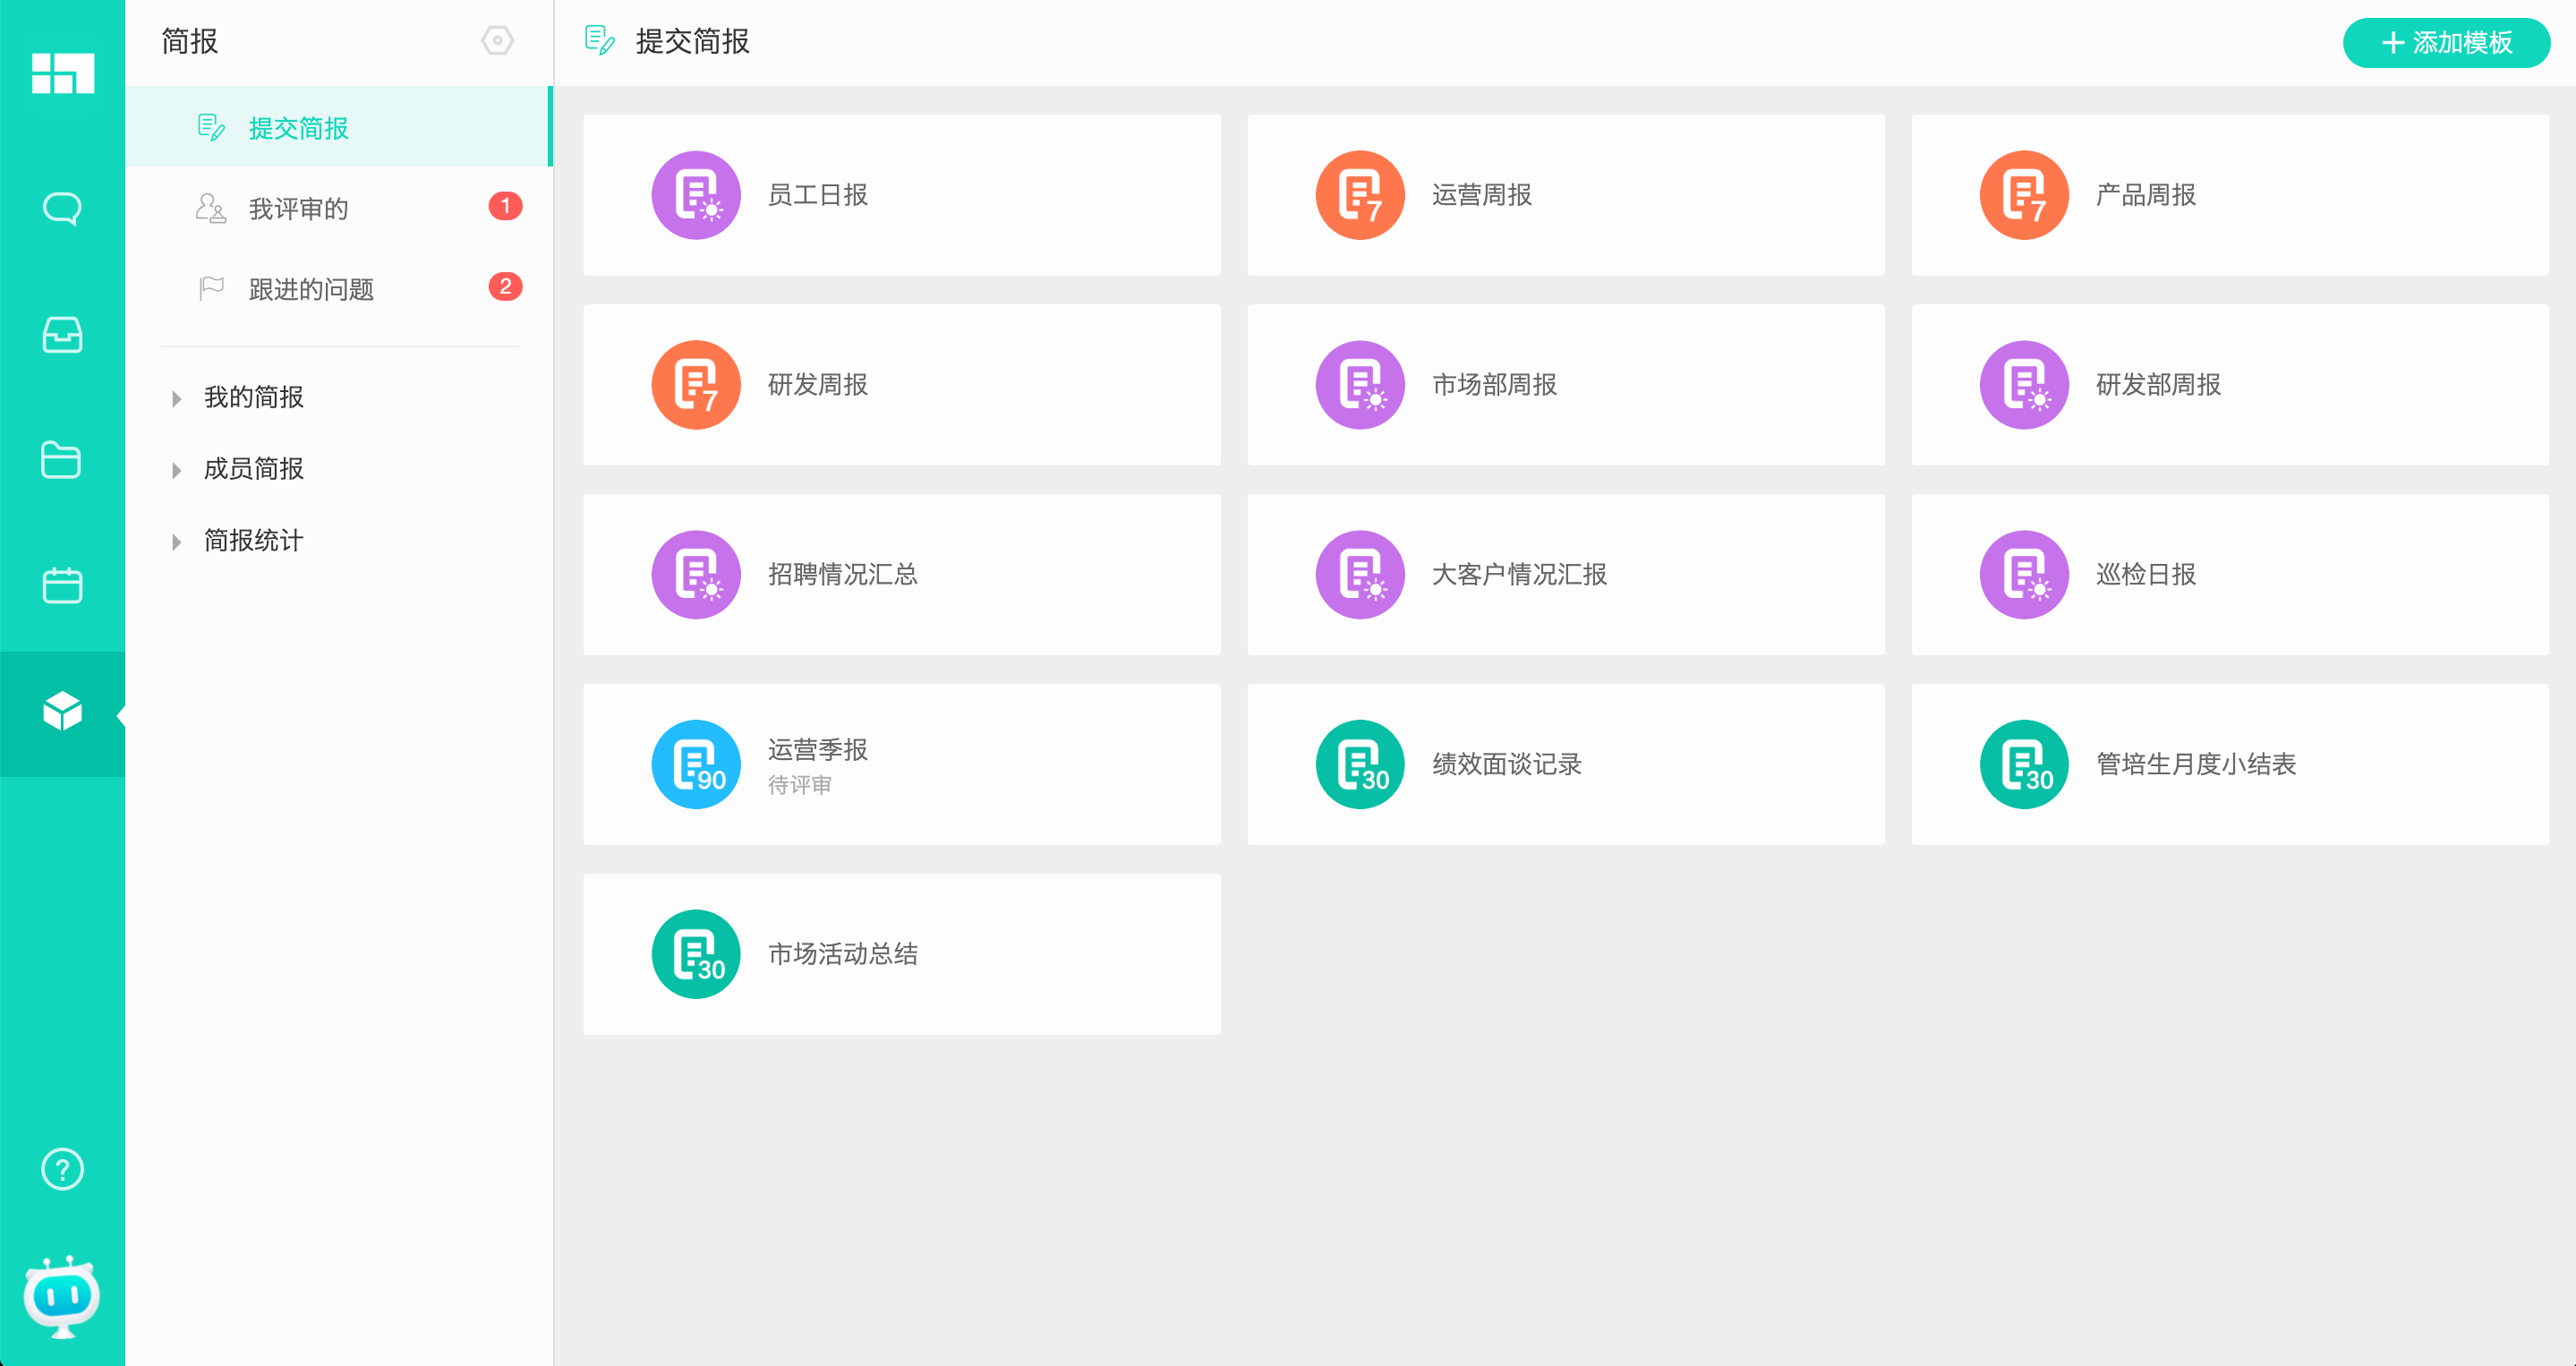 简报
提交简报
我评审的
1
跟进的问题
2
我的简报
成员简报
简报统计
?
提交简报
添加模板
员工日报
7
运营周报
7
产品周报
7
研发周报
市场部周报
研发部周报
招聘情况汇总
大客户情况汇报
巡检日报
90
运营季报
待评审
30
绩效面谈记录
30
管培生月度小结表
30
市场活动总结